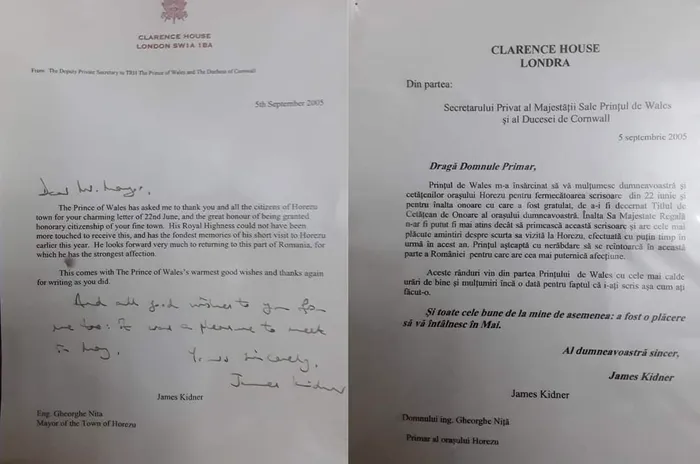 CLARENCE HOUSE
LONDON SW1A 1BA
From: The Deputy Private Secretary to TRH The Prince of Wales and The Duchess of Cornwall
5th September 2005
Dear Mr. Mayor,
The Prince of Wales has asked me to thank you and all the citizens of Horezu
town for your charming letter of 22nd June, and the great honour of being granted
honorary citizenship of your fine town. His Royal Highness could not have been
more touched to receive this, and has the fondest memories of his short visit to Horezu
earlier this year. He looks forward very much to returning to this part of Romania, for
which he has the strongest affection.
This comes with The Prince of Wales's warmest good wishes and thanks again
for writing as you did.
And all good wishes to you from
me too: it was a pleasure to meet
in May.
Yours sincerely,
James Kidner
James Kidner
Eng. Gheorghe Nita
Mayor of the Town of Horezu
CLARENCE HOUSE
LONDRA
Din partea:
Secretarului Privat al Majestății Sale Prințul de Wales
și al Ducesei de Cornwall
5 septembrie 2005
Dragă Domnule Primar,
Prințul de Wales m-a însărcinat să vă mulțumesc dumneavoastră și
cetățenilor orașului Horezu pentru fermecătoarea scrisoare din 22 iunie și
pentru înalta onoare cu care a fost gratulat, de a-i fi decernat Titlul de
Cetățean de Onoare al orașului dumneavoastră. Înalta Sa Majestate Regală
n-ar fi putut fi mai atins decât să primească această scrisoare și are cele mai
plăcute amintiri despre scurta sa vizită la Horezu, efectuată cu puțin timp în
urmă în acest an. Prințul așteaptă cu nerăbdare să se reîntoarcă în această
parte a României pentru care are cea mai puternică afecțiune.
Aceste rânduri vin din partea Prințului de Wales cu cele mai calde
urări de bine și mulțumiri încă o dată pentru faptul că i-ați scris așa cum ați
făcut-o.
Și toate cele bune de la mine de asemenea: a fost o plăcere
să vă întâlnesc în Mai.
Al dumneavoastră sincer,
James Kidner
James Kidner
Domnului ing. Gheorghe Niță
Primar al orașului Horezu